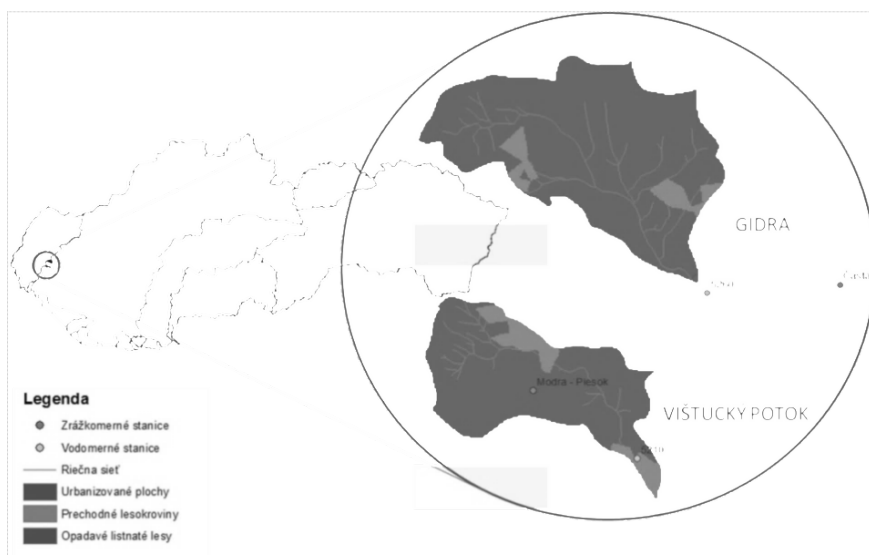 GIDRA
Častá
Modra - Piesok
VIŠTUCKY POTOK
Legenda
Zrážkomerné stanice
Vodomerné stanice
Riečna sieť
Urbanizované plochy
Prechodné lesokroviny
Opadavé listnaté lesy